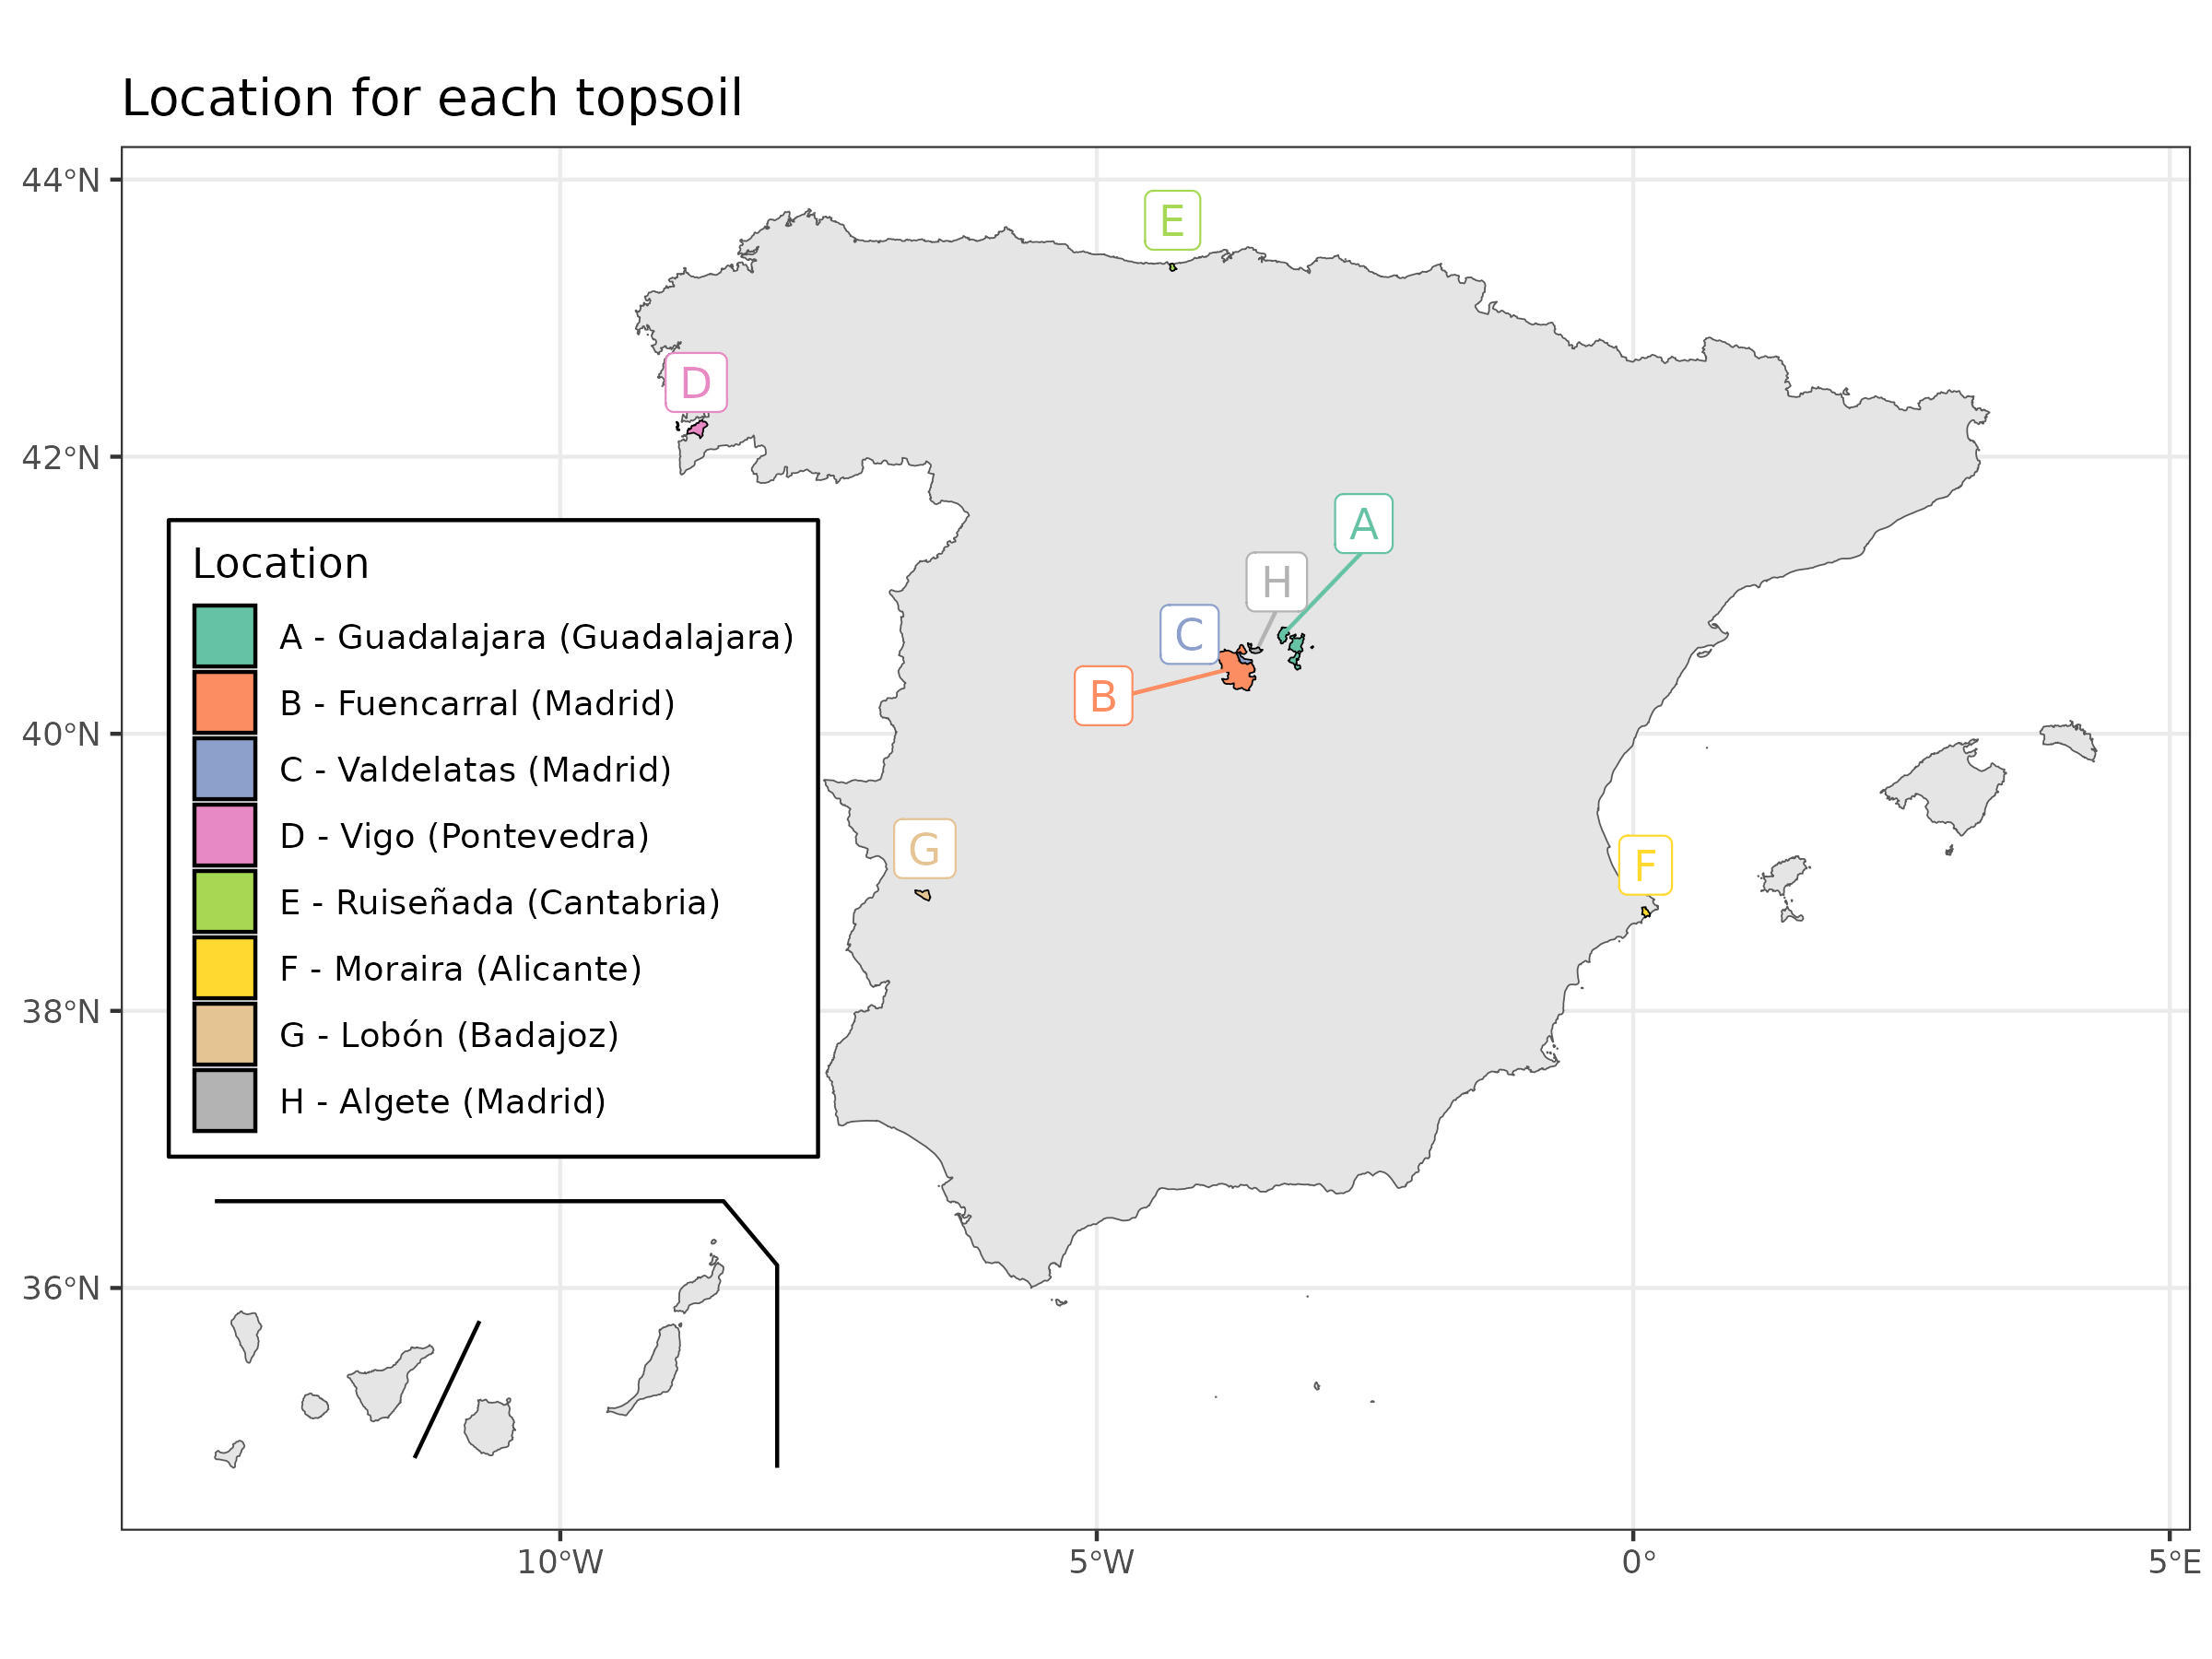 Location for each topsoil
44°N
42°N
40°N
38°N
36°N
E
D
A
H
C
B
G
F
Location
A - Guadalajara (Guadalajara)
B - Fuencarral (Madrid)
C - Valdelatas (Madrid)
D - Vigo (Pontevedra)
E - Ruiseñada (Cantabria)
F - Moraira (Alicante)
G - Lobón (Badajoz)
H - Algete (Madrid)
10°W
5°W
0°
5°E